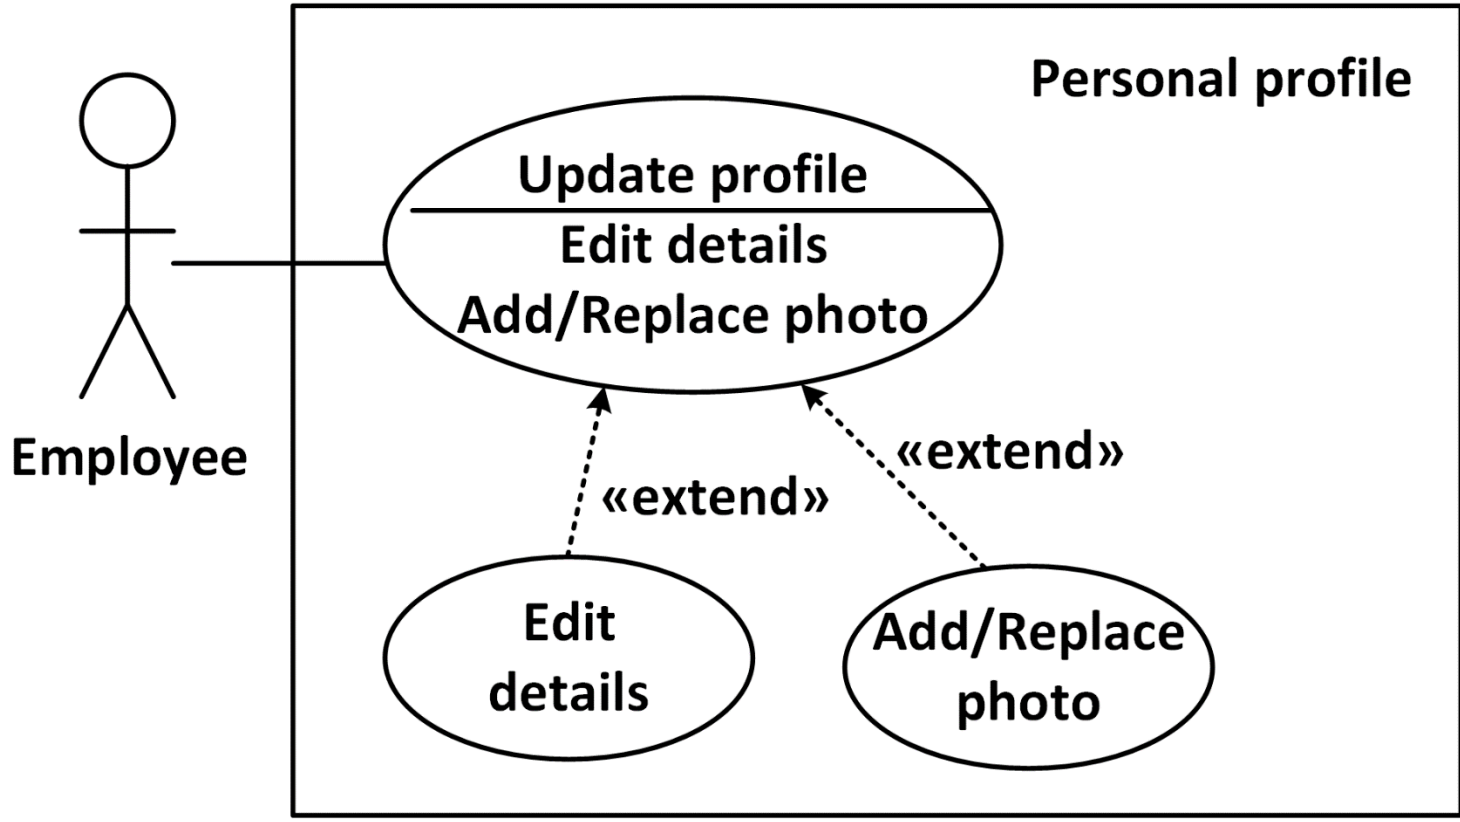 Personal profile
Update profile
Edit details
Add/Replace photo
Employee
«extend»
«extend»
Edit
details
Add/Replace
photo